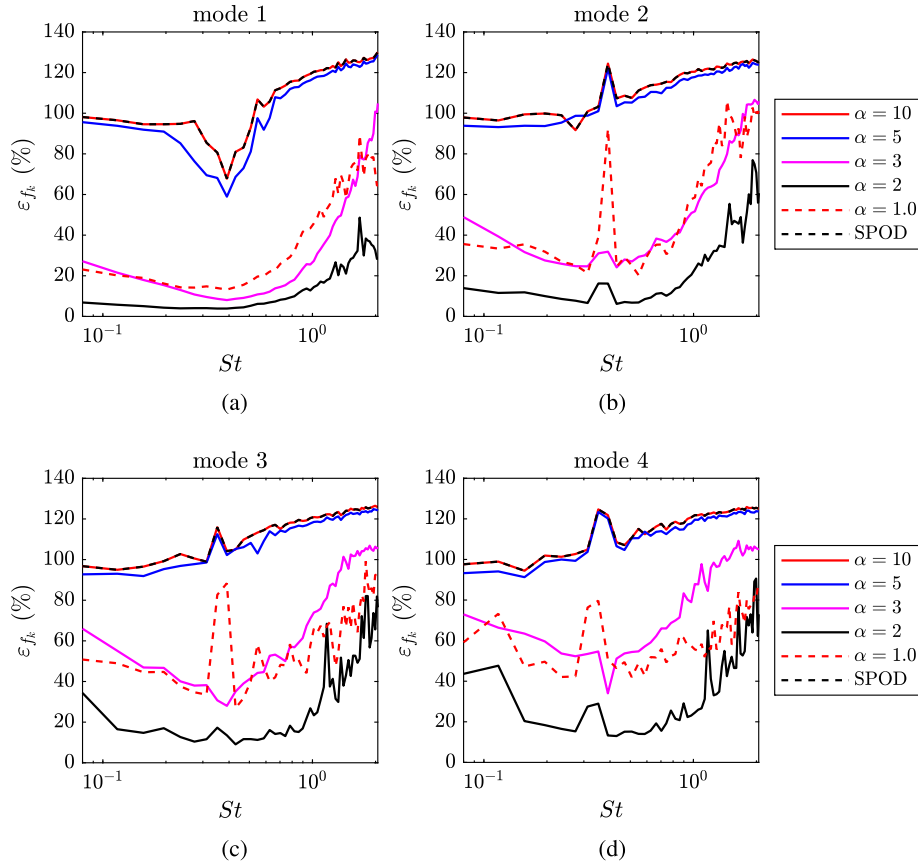 mode 1
mode 2
140
120
100
80
60
40
20
0
ε_{f_k} (%)
10^{-1}
10^{0}
St
(a)
140
120
100
80
60
40
20
0
ε_{f_k} (%)
10^{-1}
10^{0}
St
(b)
α = 10
α = 5
α = 3
α = 2
α = 1.0
SPOD
mode 3
mode 4
140
120
100
80
60
40
20
0
ε_{f_k} (%)
10^{-1}
10^{0}
St
(c)
140
120
100
80
60
40
20
0
ε_{f_k} (%)
10^{-1}
10^{0}
St
(d)
α = 10
α = 5
α = 3
α = 2
α = 1.0
SPOD